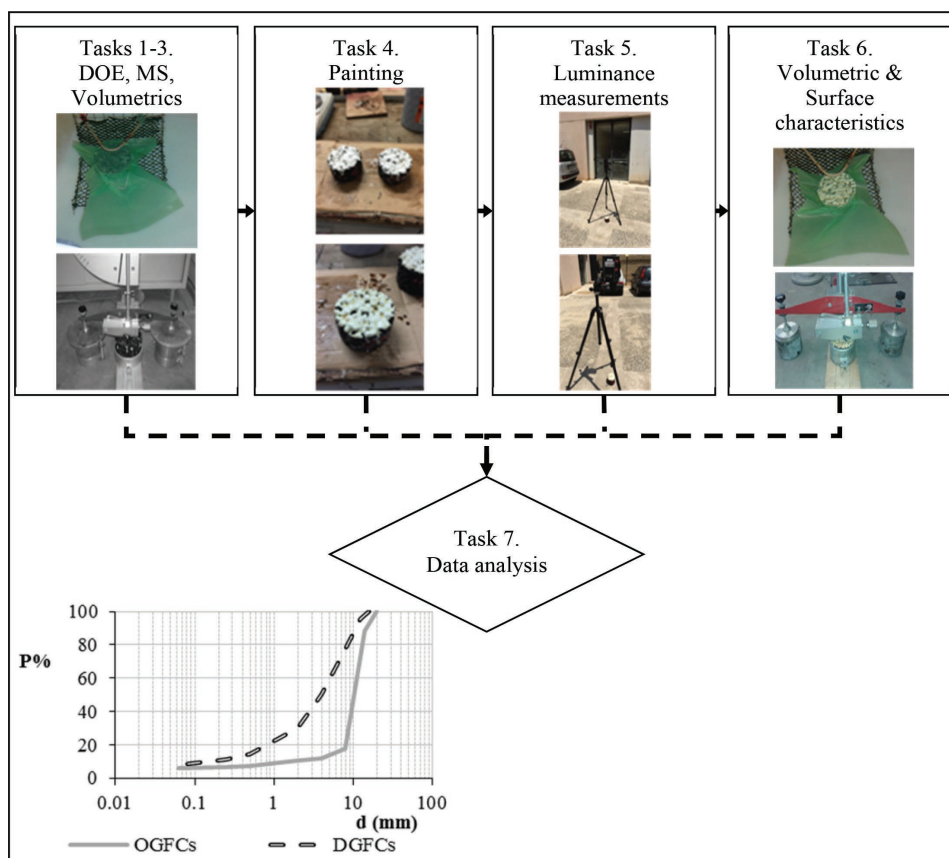 Tasks 1-3.
DOE, MS,
Volumetrics
Task 4.
Painting
Task 5.
Luminance
measurements
Task 6.
Volumetric &
Surface
characteristics
Task 7.
Data analysis
P%
100
80
60
40
20
0
0.01 0.1 1 10 100
d (mm)
OGFCs DGFCs